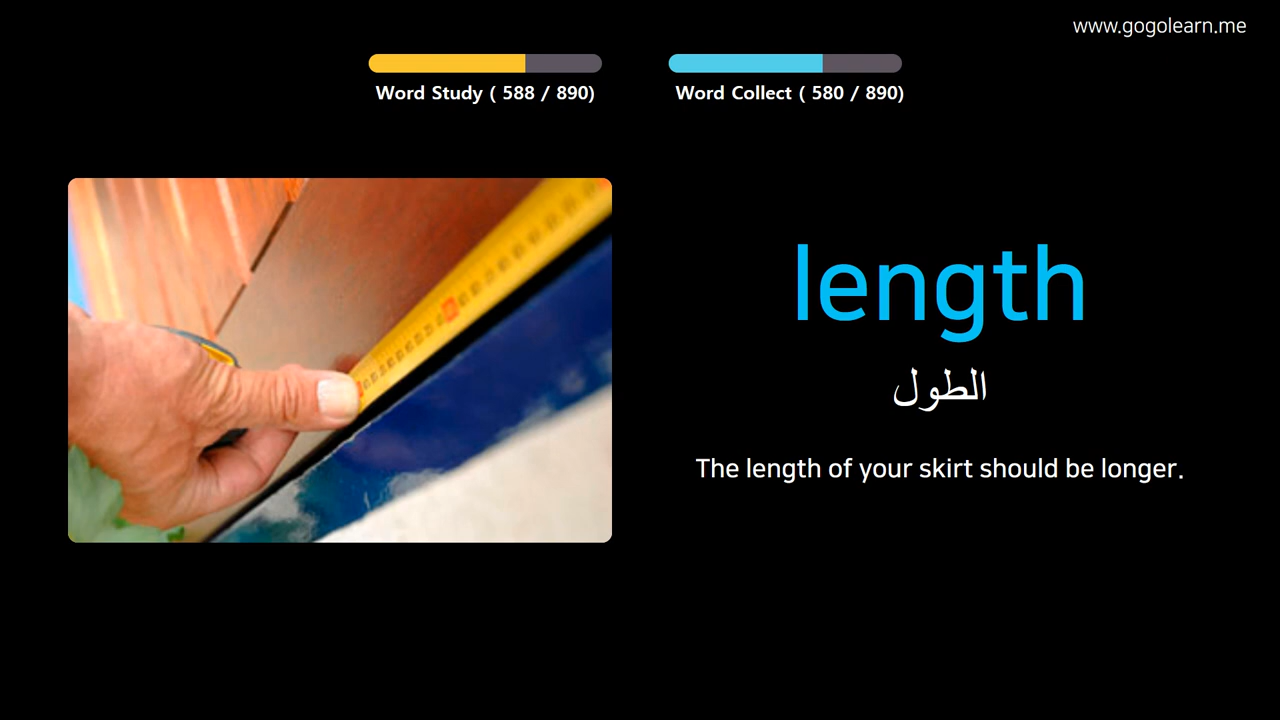 www.gogolearn.me
Word Study ( 588 / 890)
Word Collect ( 580 / 890)
length
الطول
The length of your skirt should be longer.